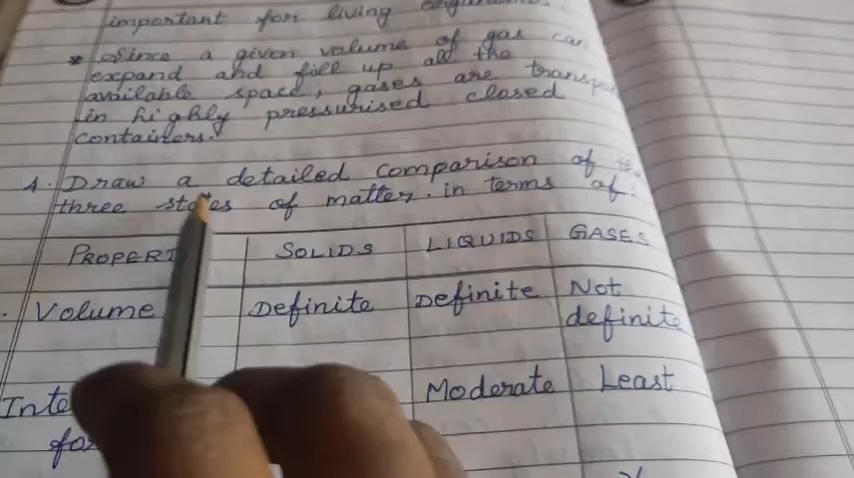 important for living
* Since a given volume of gas can
expand and fill up all the
available space, gases are
in highly pressurised closed
containers.
4. Draw a detailed comparison of
three states of matter. in terms of:
SOLIDS LIQUIDS GASES
Volume Definite Definite Not
definite
Moderate Least